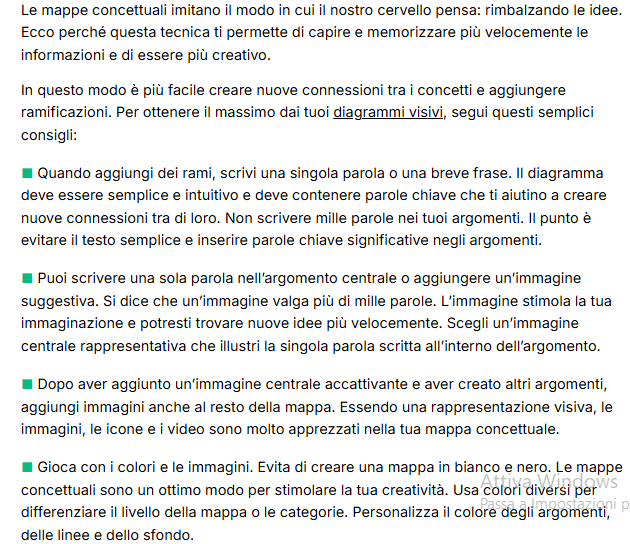 Le mappe concettuali imitano il modo in cui il nostro cervello pensa: rimbalzando le idee.
Ecco perché questa tecnica ti permette di capire e memorizzare più velocemente le
informazioni e di essere più creativo.
In questo modo è più facile creare nuove connessioni tra i concetti e aggiungere
ramificazioni. Per ottenere il massimo dai tuoi diagrammi visivi, segui questi semplici
consigli:
Quando aggiungi dei rami, scrivi una singola parola o una breve frase. Il diagramma
deve essere semplice e intuitivo e deve contenere parole chiave che ti aiutino a creare
nuove connessioni tra di loro. Non scrivere mille parole nei tuoi argomenti. Il punto è
evitare il testo semplice e inserire parole chiave significative negli argomenti.
Puoi scrivere una sola parola nell'argomento centrale o aggiungere un'immagine
suggestiva. Si dice che un'immagine valga più di mille parole. L'immagine stimola la tua
immaginazione e potresti trovare nuove idee più velocemente. Scegli un'immagine
centrale rappresentativa che illustri la singola parola scritta all'interno dell'argomento.
Dopo aver aggiunto un'immagine centrale accattivante e aver creato altri argomenti,
aggiungi immagini anche al resto della mappa. Essendo una rappresentazione visiva, le
immagini, le icone e i video sono molto apprezzati nella tua mappa concettuale.
Gioca con i colori e le immagini. Evita di creare una mappa in bianco e nero. Le mappe
concettuali sono un ottimo modo per stimolare la tua creatività. Usa colori diversi per
differenziare il livello della mappa o le categorie. Personalizza il colore degli argomenti,
delle linee e dello sfondo.
Attiva Windows
Passa a Impostazioni p